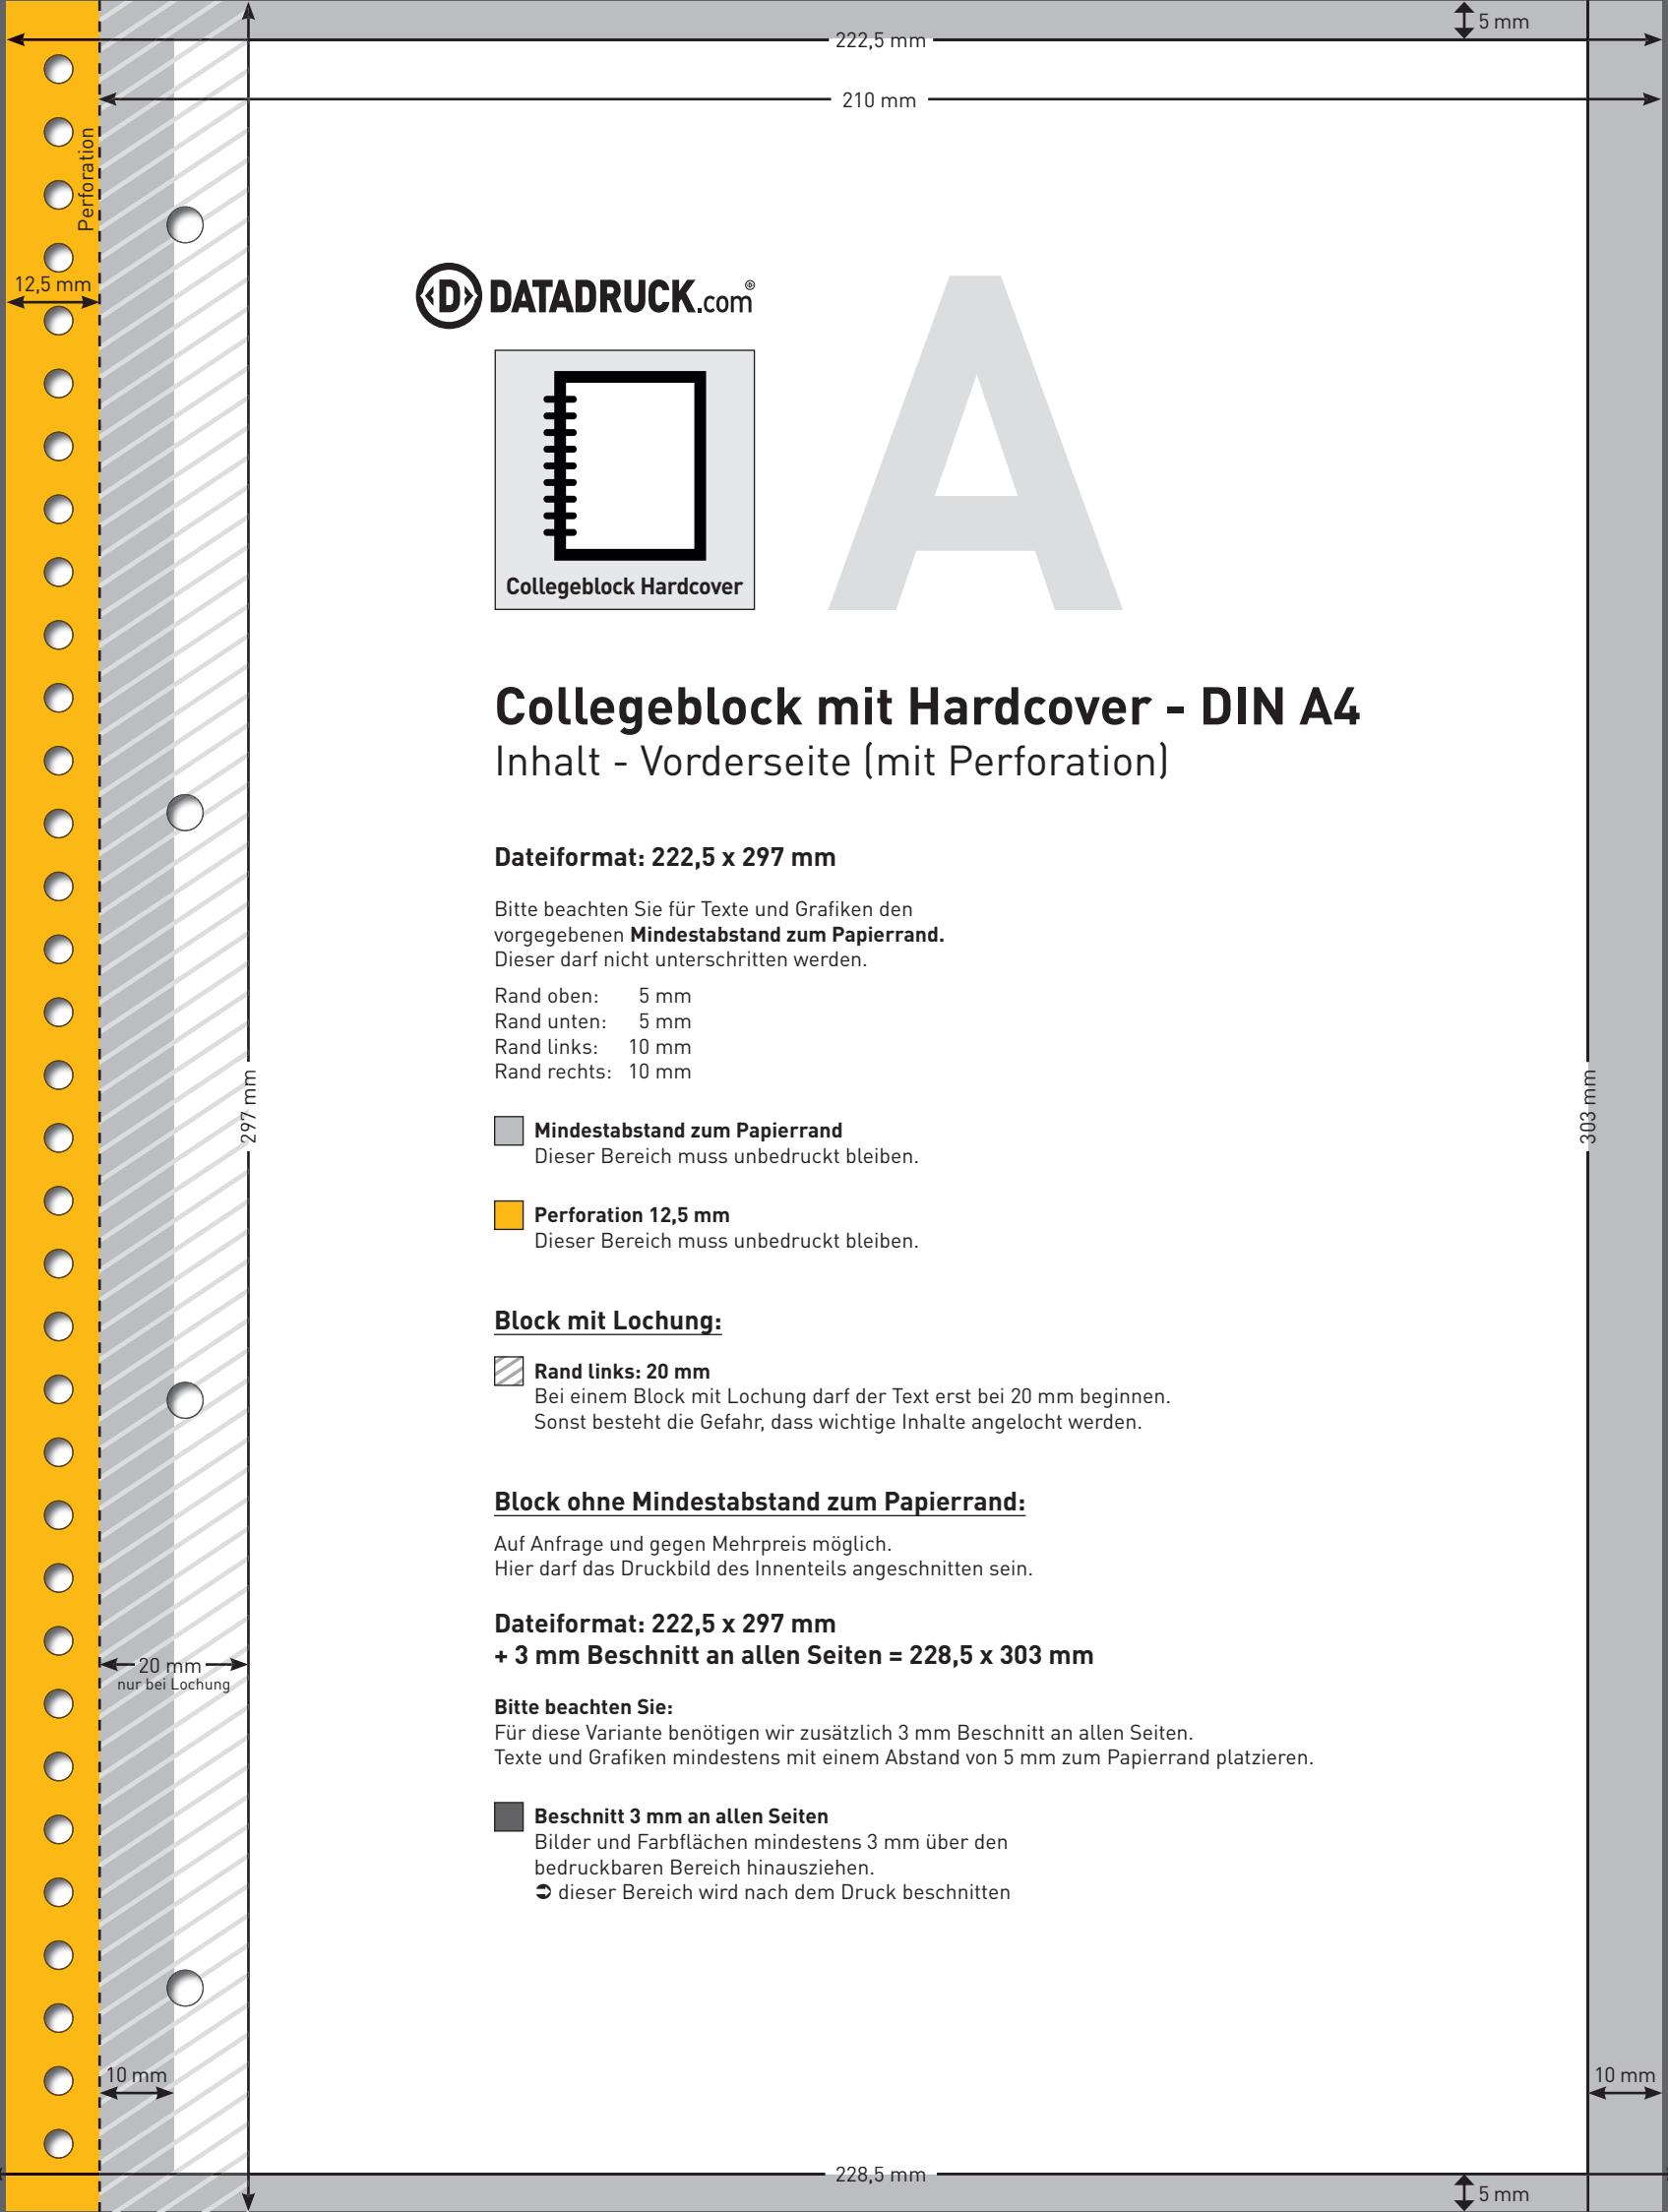 5 mm
222,5 mm
210 mm
Perforation
12,5 mm
<D> DATADRUCK.com®
Collegeblock Hardcover
A
Collegeblock mit Hardcover - DIN A4
Inhalt - Vorderseite (mit Perforation)
Dateiformat: 222,5 x 297 mm
Bitte beachten Sie für Texte und Grafiken den
vorgegebenen Mindestabstand zum Papierrand.
Dieser darf nicht unterschritten werden.
Rand oben: 5 mm
Rand unten: 5 mm
Rand links: 10 mm
Rand rechts: 10 mm
297 mm
303 mm
Mindestabstand zum Papierrand
Dieser Bereich muss unbedruckt bleiben.
Perforation 12,5 mm
Dieser Bereich muss unbedruckt bleiben.
Block mit Lochung:
Rand links: 20 mm
Bei einem Block mit Lochung darf der Text erst bei 20 mm beginnen.
Sonst besteht die Gefahr, dass wichtige Inhalte angelocht werden.
Block ohne Mindestabstand zum Papierrand:
Auf Anfrage und gegen Mehrpreis möglich.
Hier darf das Druckbild des Innenteils angeschnitten sein.
Dateiformat: 222,5 x 297 mm
+ 3 mm Beschnitt an allen Seiten = 228,5 x 303 mm
20 mm
nur bei Lochung
Bitte beachten Sie:
Für diese Variante benötigen wir zusätzlich 3 mm Beschnitt an allen Seiten.
Texte und Grafiken mindestens mit einem Abstand von 5 mm zum Papierrand platzieren.
Beschnitt 3 mm an allen Seiten
Bilder und Farbflächen mindestens 3 mm über den
bedruckbaren Bereich hinausziehen.
➲ dieser Bereich wird nach dem Druck beschnitten
10 mm
10 mm
228,5 mm
5 mm